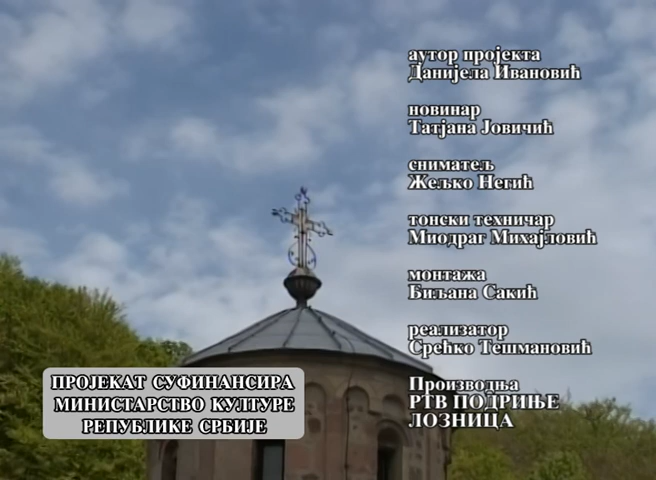 аутор пројекта
Данијела Ивановић
новинар
Татјана Јовичић
сниматељ
Жељко Негић
тонски техничар
Миодраг Михајловић
монтажа
Биљана Сакић
реализатор
Срећко Тешмановић
Производња
РТВ ПОДРИЊЕ
ЛОЗНИЦА
ПРОЈЕКАТ СУФИНАНСИРА
МИНИСТАРСТВО КУЛТУРЕ
РЕПУБЛИКЕ СРБИЈЕ